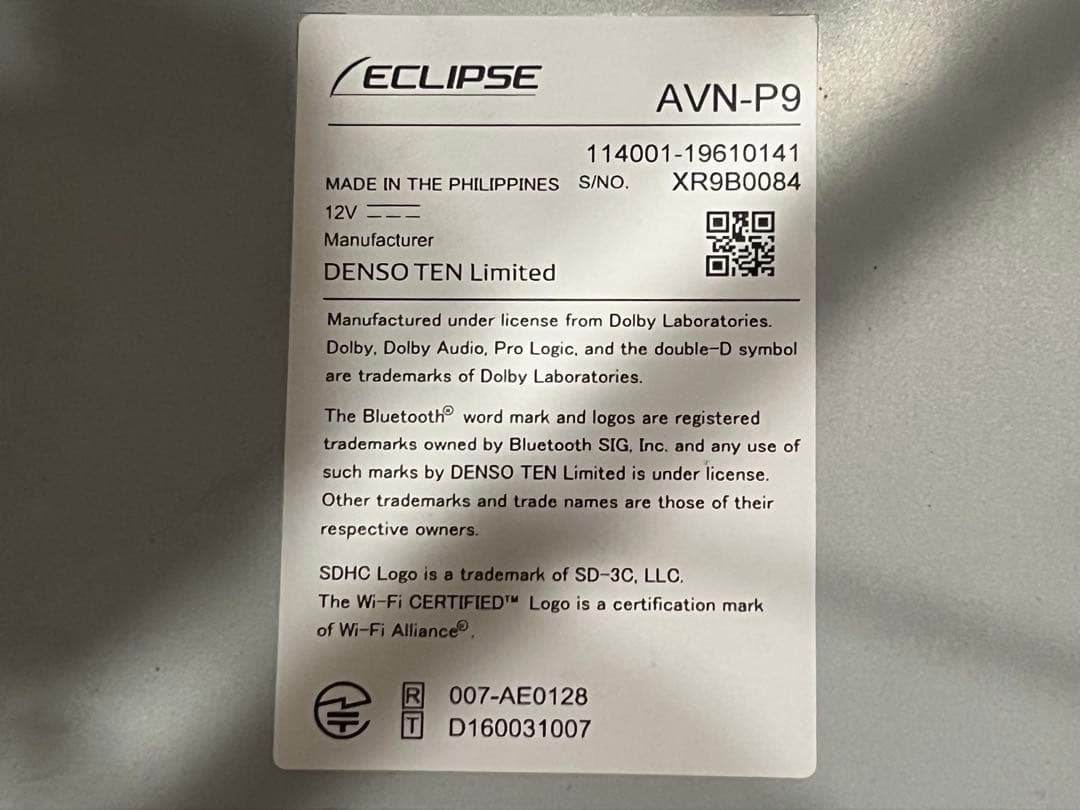 ECLIPSE
AVN-P9
114001-19610141
MADE IN THE PHILIPPINES S/NO. XR9B0084
12V
Manufacturer
DENSO TEN Limited
Manufactured under license from Dolby Laboratories.
Dolby, Dolby Audio, Pro Logic, and the double-D symbol
are trademarks of Dolby Laboratories.
The Bluetooth® word mark and logos are registered
trademarks owned by Bluetooth SIG, Inc. and any use of
such marks by DENSO TEN Limited is under license.
Other trademarks and trade names are those of their
respective owners.
SDHC Logo is a trademark of SD-3C, LLC.
The Wi-Fi CERTIFIED™ Logo is a certification mark
of Wi-Fi Alliance®.
R 007-AE0128
T D160031007